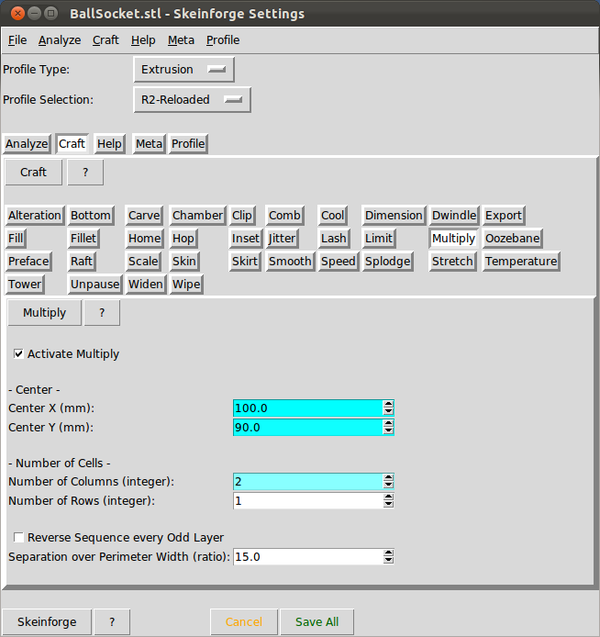 BallSocket.stl - Skeinforge Settings
File Analyze Craft Help Meta Profile
Profile Type: Extrusion
Profile Selection: R2-Reloaded
Analyze Craft Help Meta Profile
Craft ?
Alteration Bottom Carve Chamber Clip Comb Cool Dimension Dwindle Export
Fill Fillet Home Hop Inset Jitter Lash Limit Multiply Oozebane
Preface Raft Scale Skin Skirt Smooth Speed Splodge Stretch Temperature
Tower Unpause Widen Wipe
Multiply ?
Activate Multiply
- Center -
Center X (mm): 100.0
Center Y (mm): 90.0
- Number of Cells -
Number of Columns (integer): 2
Number of Rows (integer): 1
Reverse Sequence every Odd Layer
Separation over Perimeter Width (ratio): 15.0
Skeinforge ? Cancel Save All